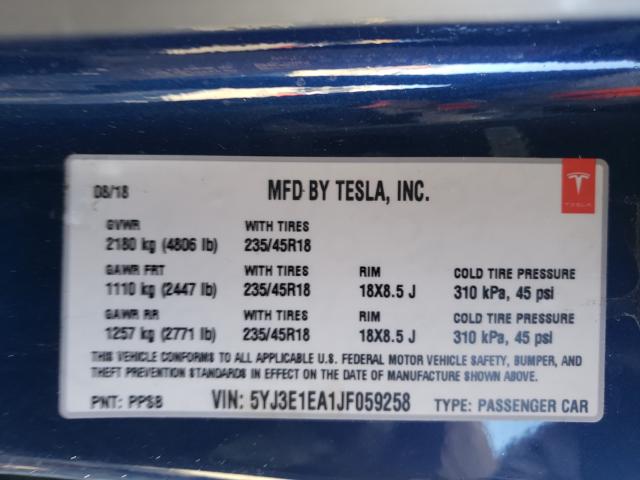 08/18 MFD BY TESLA, INC.
TESLA
GVWR WITH TIRES
2180 kg (4806 lb) 235/45R18
GAWR FRT WITH TIRES RIM COLD TIRE PRESSURE
1110 kg (2447 lb) 235/45R18 18X8.5 J 310 kPa, 45 psi
GAWR RR WITH TIRES RIM COLD TIRE PRESSURE
1257 kg (2771 lb) 235/45R18 18X8.5 J 310 kPa, 45 psi
THIS VEHICLE CONFORMS TO ALL APPLICABLE U.S. FEDERAL MOTOR VEHICLE SAFETY, BUMPER, AND
THEFT PREVENTION STANDARDS IN EFFECT ON THE DATE OF MANUFACTURE SHOWN ABOVE.
PNT: PPSB VIN: 5YJ3E1EA1JF059258 TYPE: PASSENGER CAR